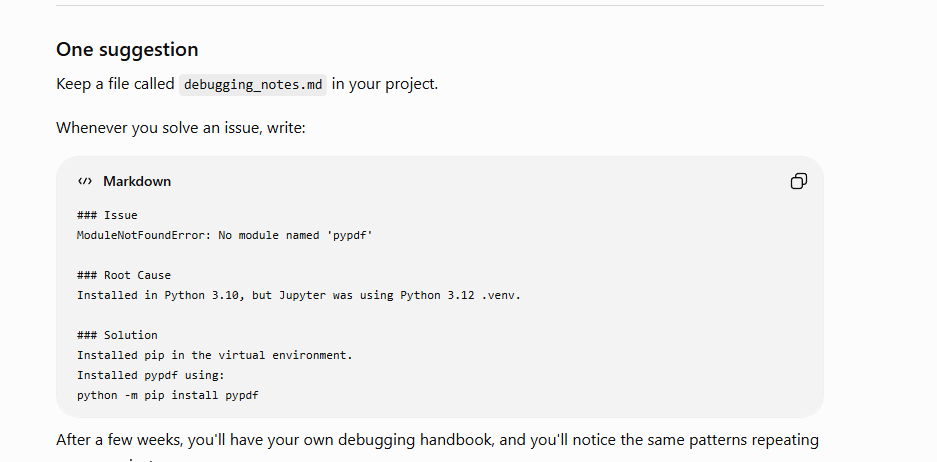 One suggestion
Keep a file called debugging_notes.md in your project.
Whenever you solve an issue, write:
</> Markdown
### Issue
ModuleNotFoundError: No module named 'pypdf'
### Root Cause
Installed in Python 3.10, but Jupyter was using Python 3.12 .venv.
### Solution
Installed pip in the virtual environment.
Installed pypdf using:
python -m pip install pypdf
After a few weeks, you'll have your own debugging handbook, and you'll notice the same patterns repeating